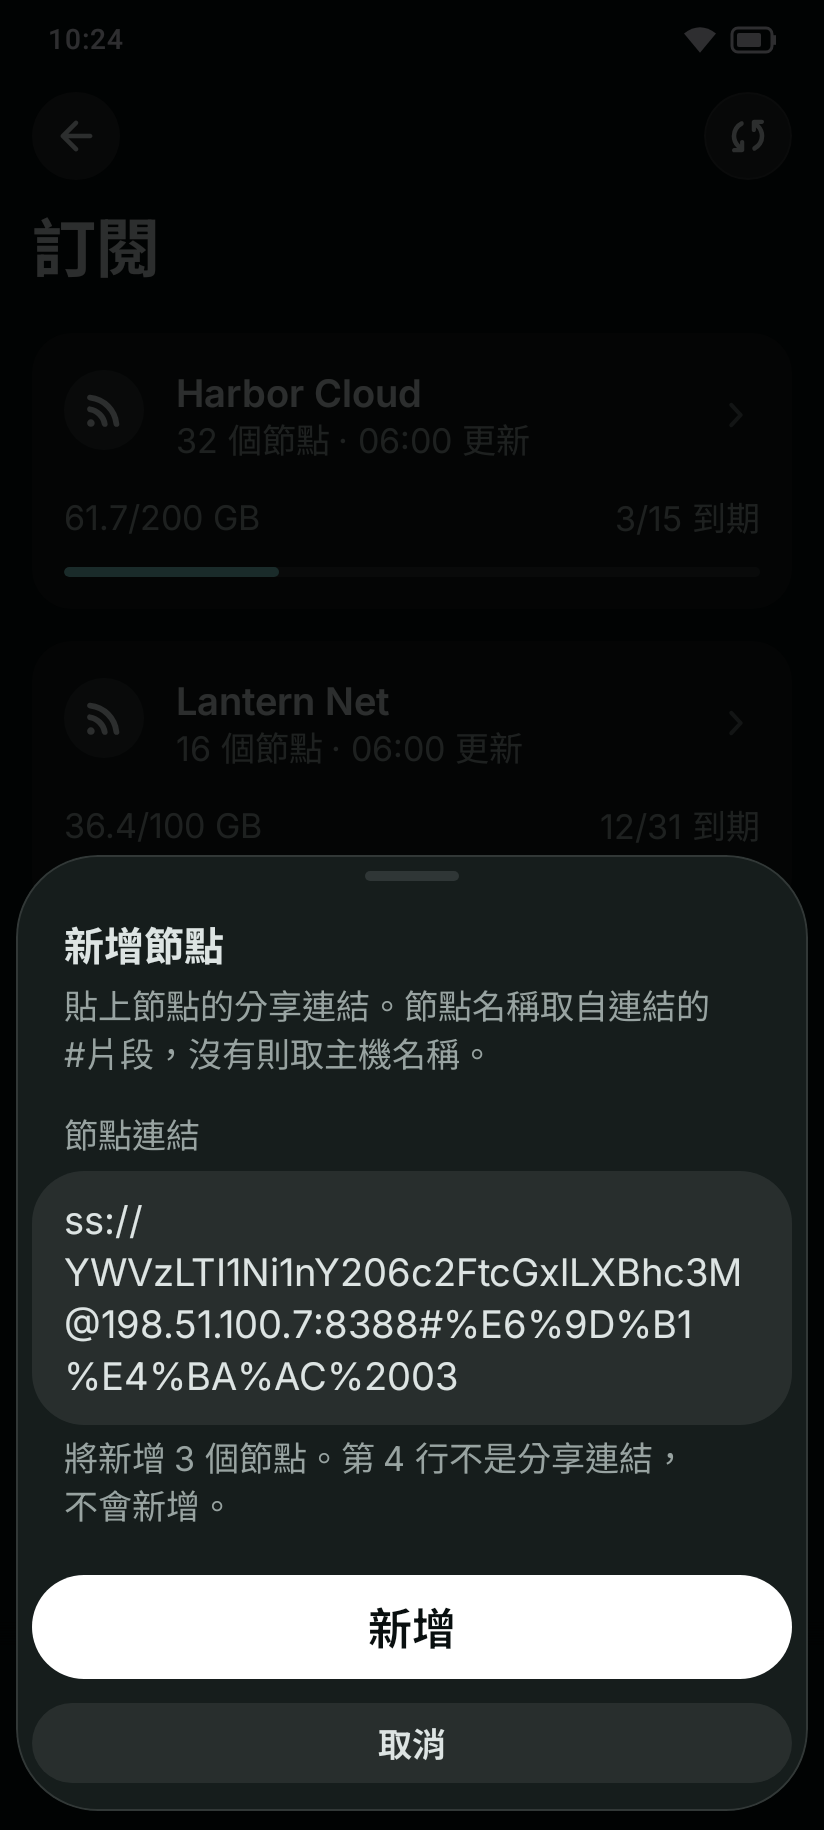 10:24
訂閱
Harbor Cloud
32 個節點 · 06:00 更新
61.7/200 GB
3/15 到期
Lantern Net
16 個節點 · 06:00 更新
36.4/100 GB
12/31 到期
新增節點
貼上節點的分享連結。節點名稱取自連結的
#片段，沒有則取主機名稱。
節點連結
ss://
YWVzLTI1Ni1nY206c2FtcGxlLXBhc3M
@198.51.100.7:8388#%E6%9D%B1
%E4%BA%AC%2003
將新增 3 個節點。第 4 行不是分享連結，
不會新增。
新增
取消